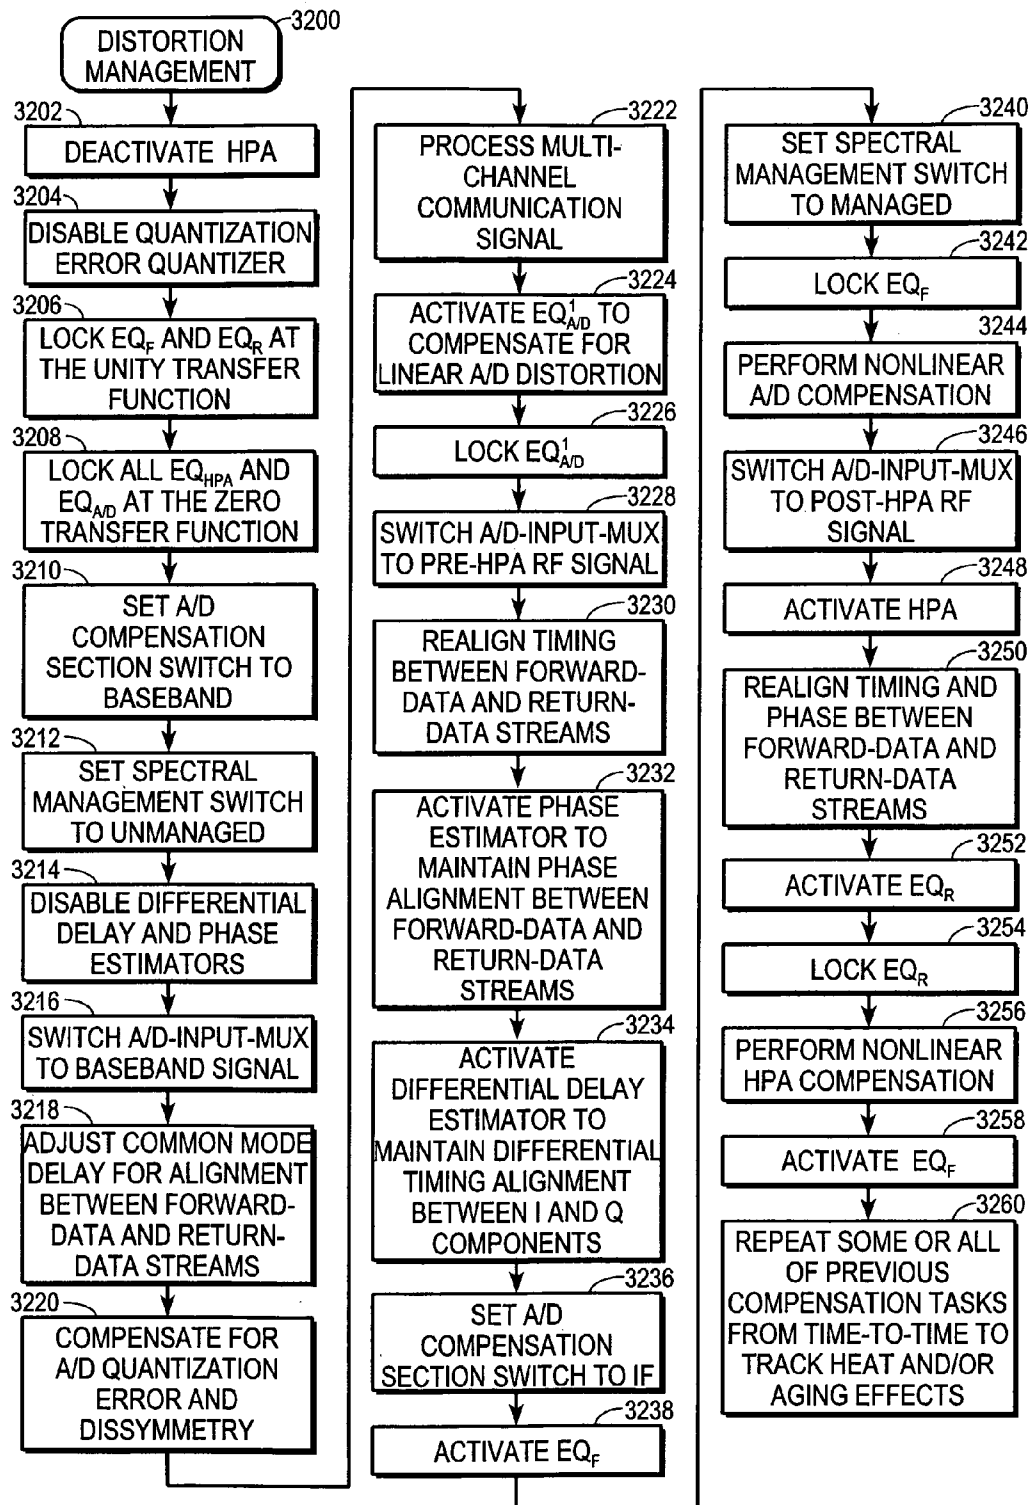 3200
DISTORTION
MANAGEMENT
3202
DEACTIVATE HPA
3204
DISABLE QUANTIZATION
ERROR QUANTIZER
3206
LOCK EQF AND EQR AT
THE UNITY TRANSFER
FUNCTION
3208
LOCK ALL EQHPA AND
EQA/D AT THE ZERO
TRANSFER FUNCTION
3210
SET A/D
COMPENSATION
SECTION SWITCH TO
BASEBAND
3212
SET SPECTRAL
MANAGEMENT SWITCH
TO UNMANAGED
3214
DISABLE DIFFERENTIAL
DELAY AND PHASE
ESTIMATORS
3216
SWITCH A/D-INPUT-MUX
TO BASEBAND SIGNAL
3218
ADJUST COMMON MODE
DELAY FOR ALIGNMENT
BETWEEN FORWARD-
DATA AND RETURN-
DATA STREAMS
3220
COMPENSATE FOR
A/D QUANTIZATION
ERROR AND
DISSYMMETRY
3222
PROCESS MULTI-
CHANNEL
COMMUNICATION
SIGNAL
3224
ACTIVATE EQ¹A/D TO
COMPENSATE FOR
LINEAR A/D DISTORTION
3226
LOCK EQ¹A/D
3228
SWITCH A/D-INPUT-MUX
TO PRE-HPA RF SIGNAL
3230
REALIGN TIMING
BETWEEN FORWARD-
DATA AND RETURN-
DATA STREAMS
3232
ACTIVATE PHASE
ESTIMATOR TO
MAINTAIN PHASE
ALIGNMENT BETWEEN
FORWARD-DATA AND
RETURN-DATA
STREAMS
3234
ACTIVATE
DIFFERENTIAL DELAY
ESTIMATOR TO
MAINTAIN DIFFERENTIAL
TIMING ALIGNMENT
BETWEEN I AND Q
COMPONENTS
3236
SET A/D
COMPENSATION
SECTION SWITCH TO IF
3238
ACTIVATE EQF
3240
SET SPECTRAL
MANAGEMENT SWITCH
TO MANAGED
3242
LOCK EQF
3244
PERFORM NONLINEAR
A/D COMPENSATION
3246
SWITCH A/D-INPUT-MUX
TO POST-HPA RF
SIGNAL
3248
ACTIVATE HPA
3250
REALIGN TIMING AND
PHASE BETWEEN
FORWARD-DATA AND
RETURN-DATA
STREAMS
3252
ACTIVATE EQR
3254
LOCK EQR
3256
PERFORM NONLINEAR
HPA COMPENSATION
3258
ACTIVATE EQF
3260
REPEAT SOME OR ALL
OF PREVIOUS
COMPENSATION TASKS
FROM TIME-TO-TIME TO
TRACK HEAT AND/OR
AGING EFFECTS